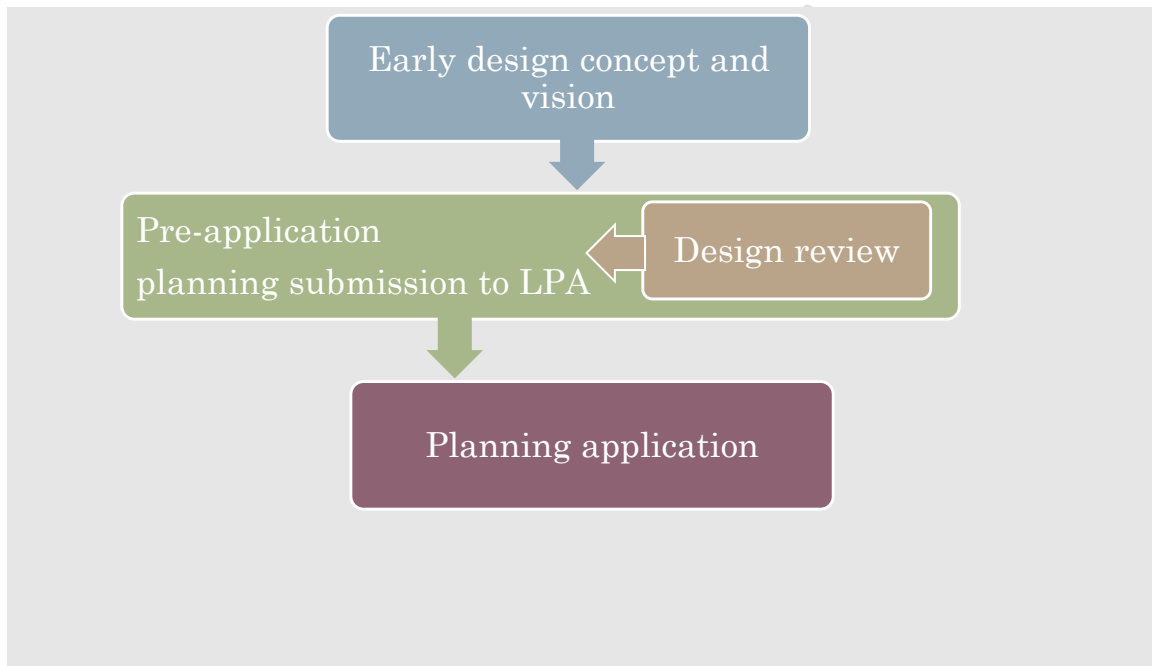 Early design concept and
vision
Pre-application
planning submission to LPA
Design review
Planning application